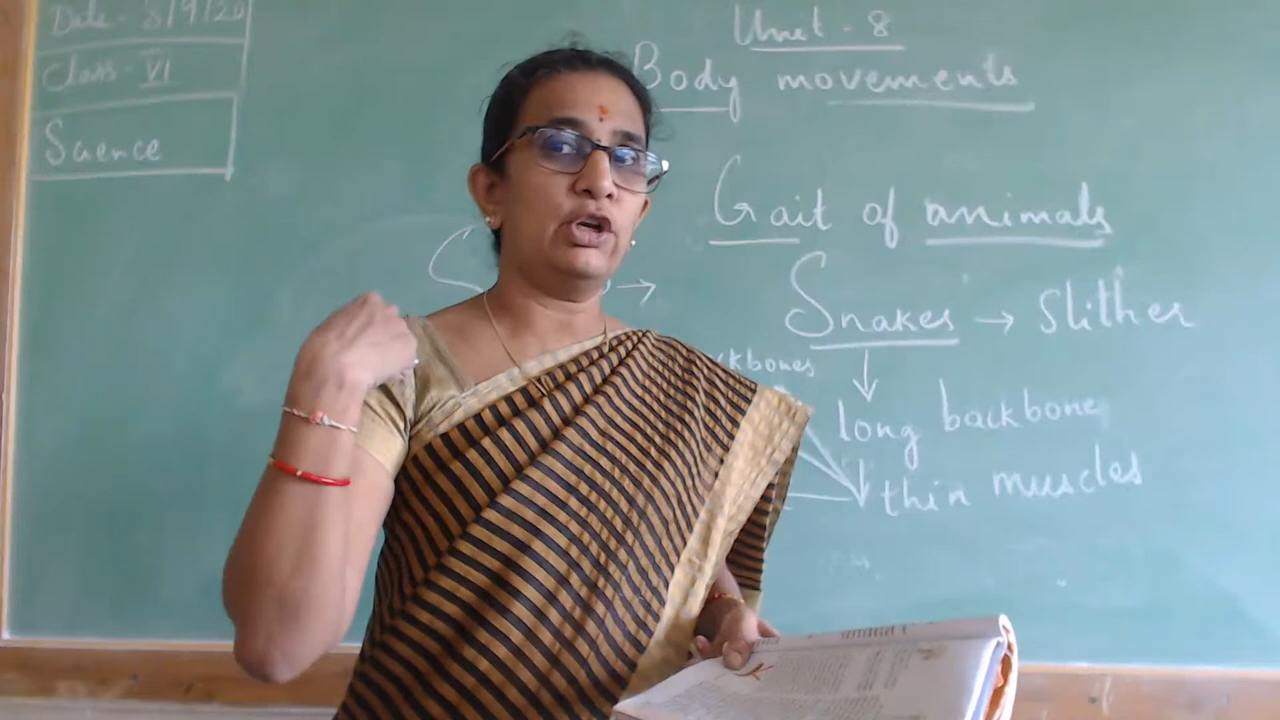 Date - 8/9/20
Class - VI
Science
Unit - 8
Body movements
Gait of animals
S →
Snakes → Slither
ckbones
long backbone
thin muscles